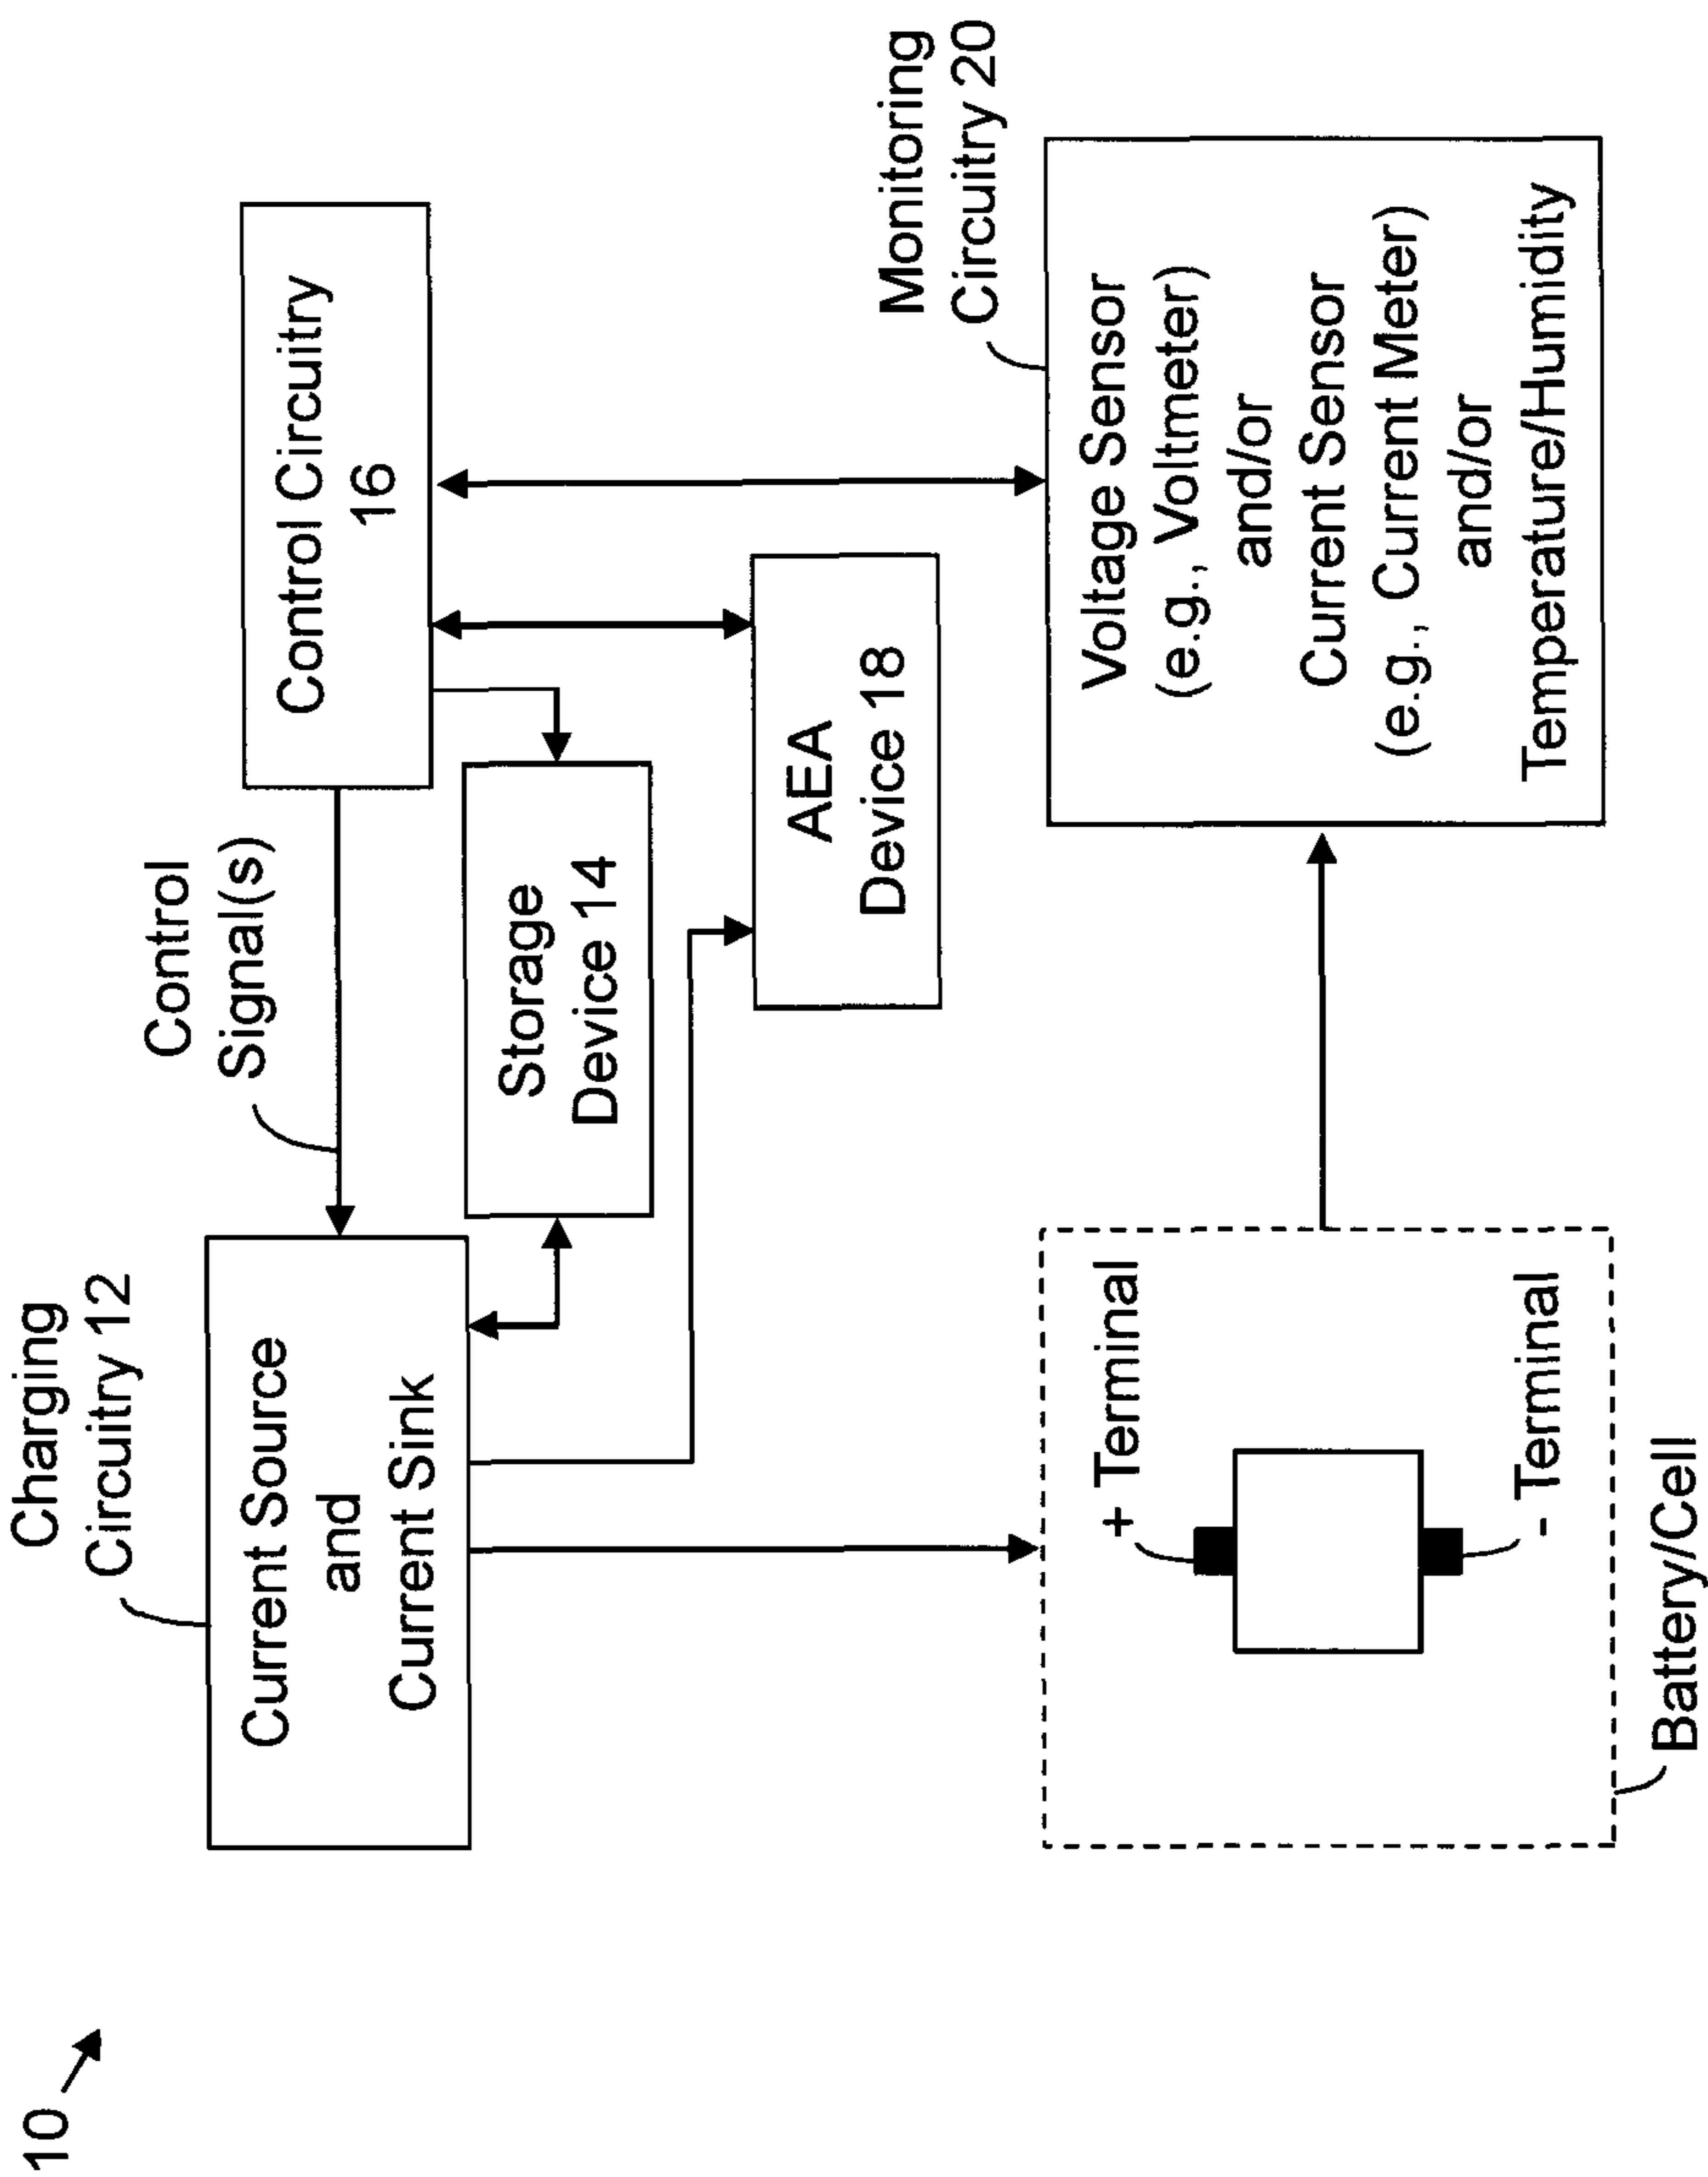 10
Charging
Circuitry 12
Current Source
and
Current Sink
Control
Signal(s)
Control Circuitry
16
Storage
Device 14
AEA
Device 18
Monitoring
Circuitry 20
Voltage Sensor
(e.g., Voltmeter)
and/or
Current Sensor
(e.g., Current Meter)
and/or
Temperature/Humidity
+ Terminal
- Terminal
Battery/Cell